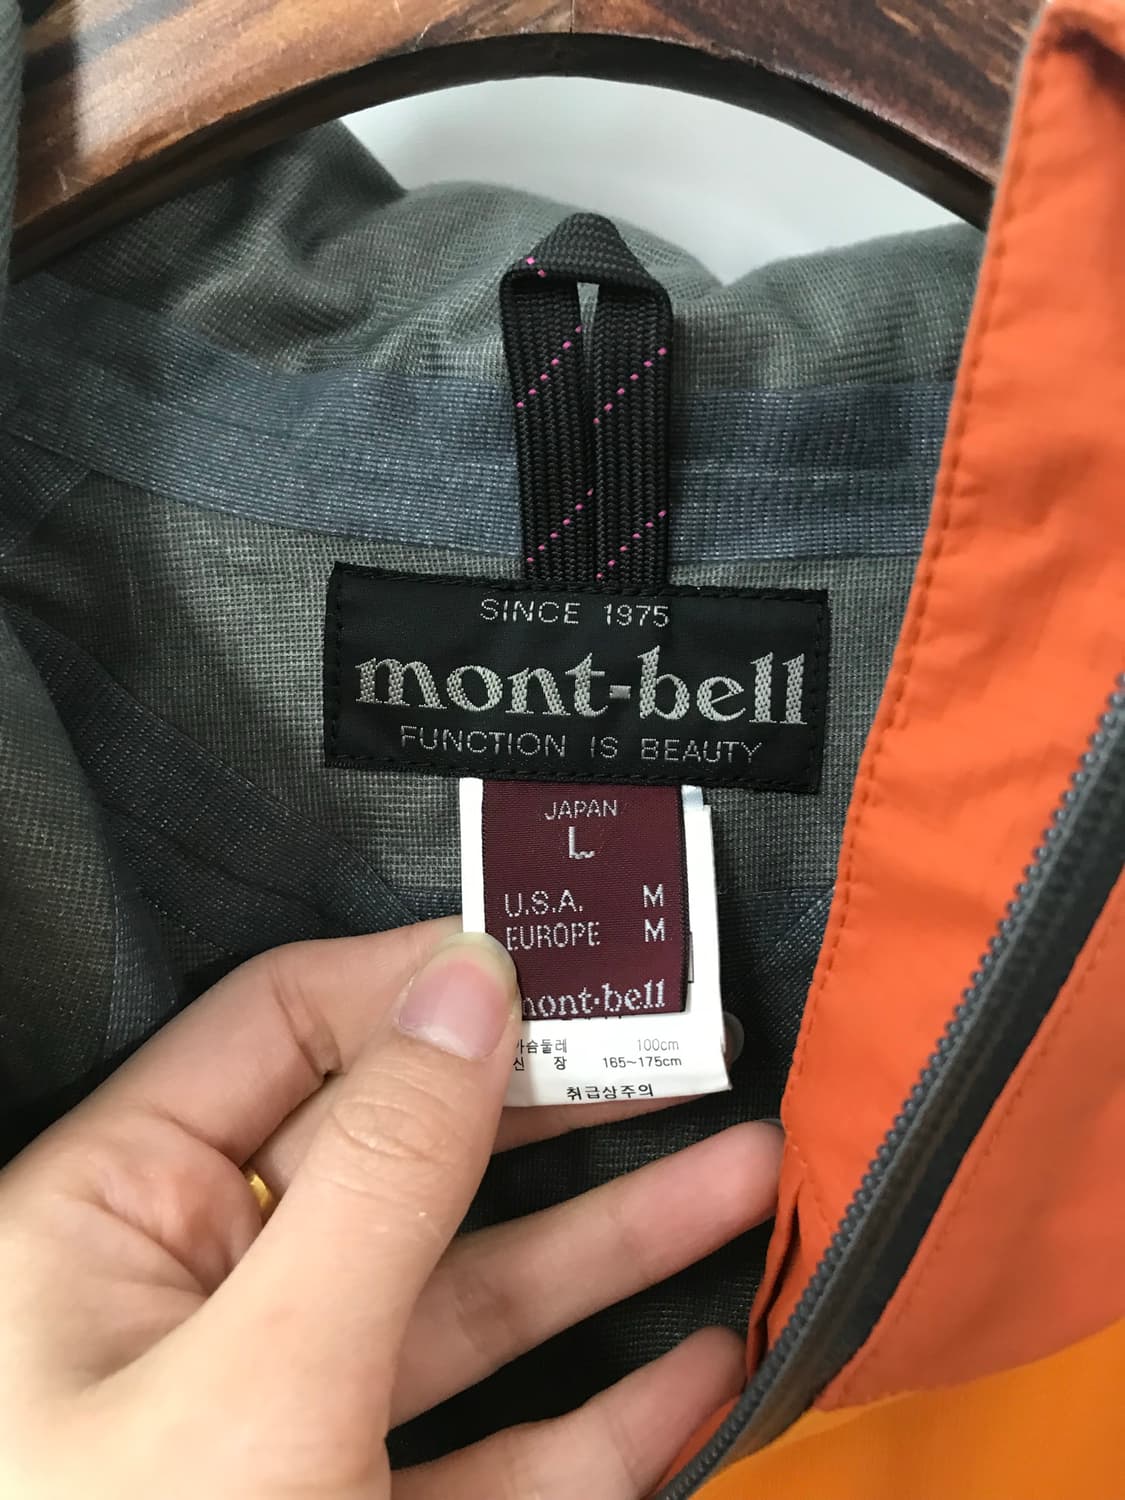 SINCE 1975
mont-bell
FUNCTION IS BEAUTY
JAPAN
L
U.S.A. M
EUROPE M
mont-bell
가슴둘레 100cm
신 장 165~175cm
취급상주의